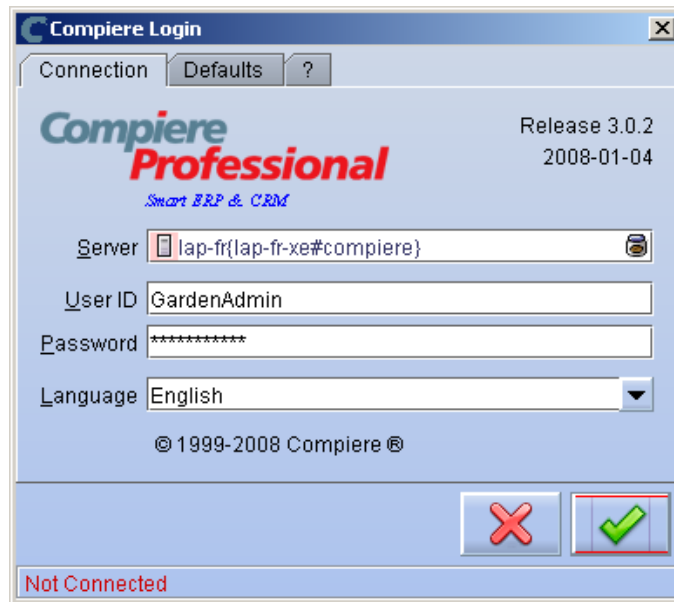 Compiere Login
Connection Defaults ?
Compiere
Professional
Smart ERP & CRM
Release 3.0.2
2008-01-04
Server lap-fr{lap-fr-xe#compiere}
User ID GardenAdmin
Password ***********
Language English
© 1999-2008 Compiere ®
Not Connected